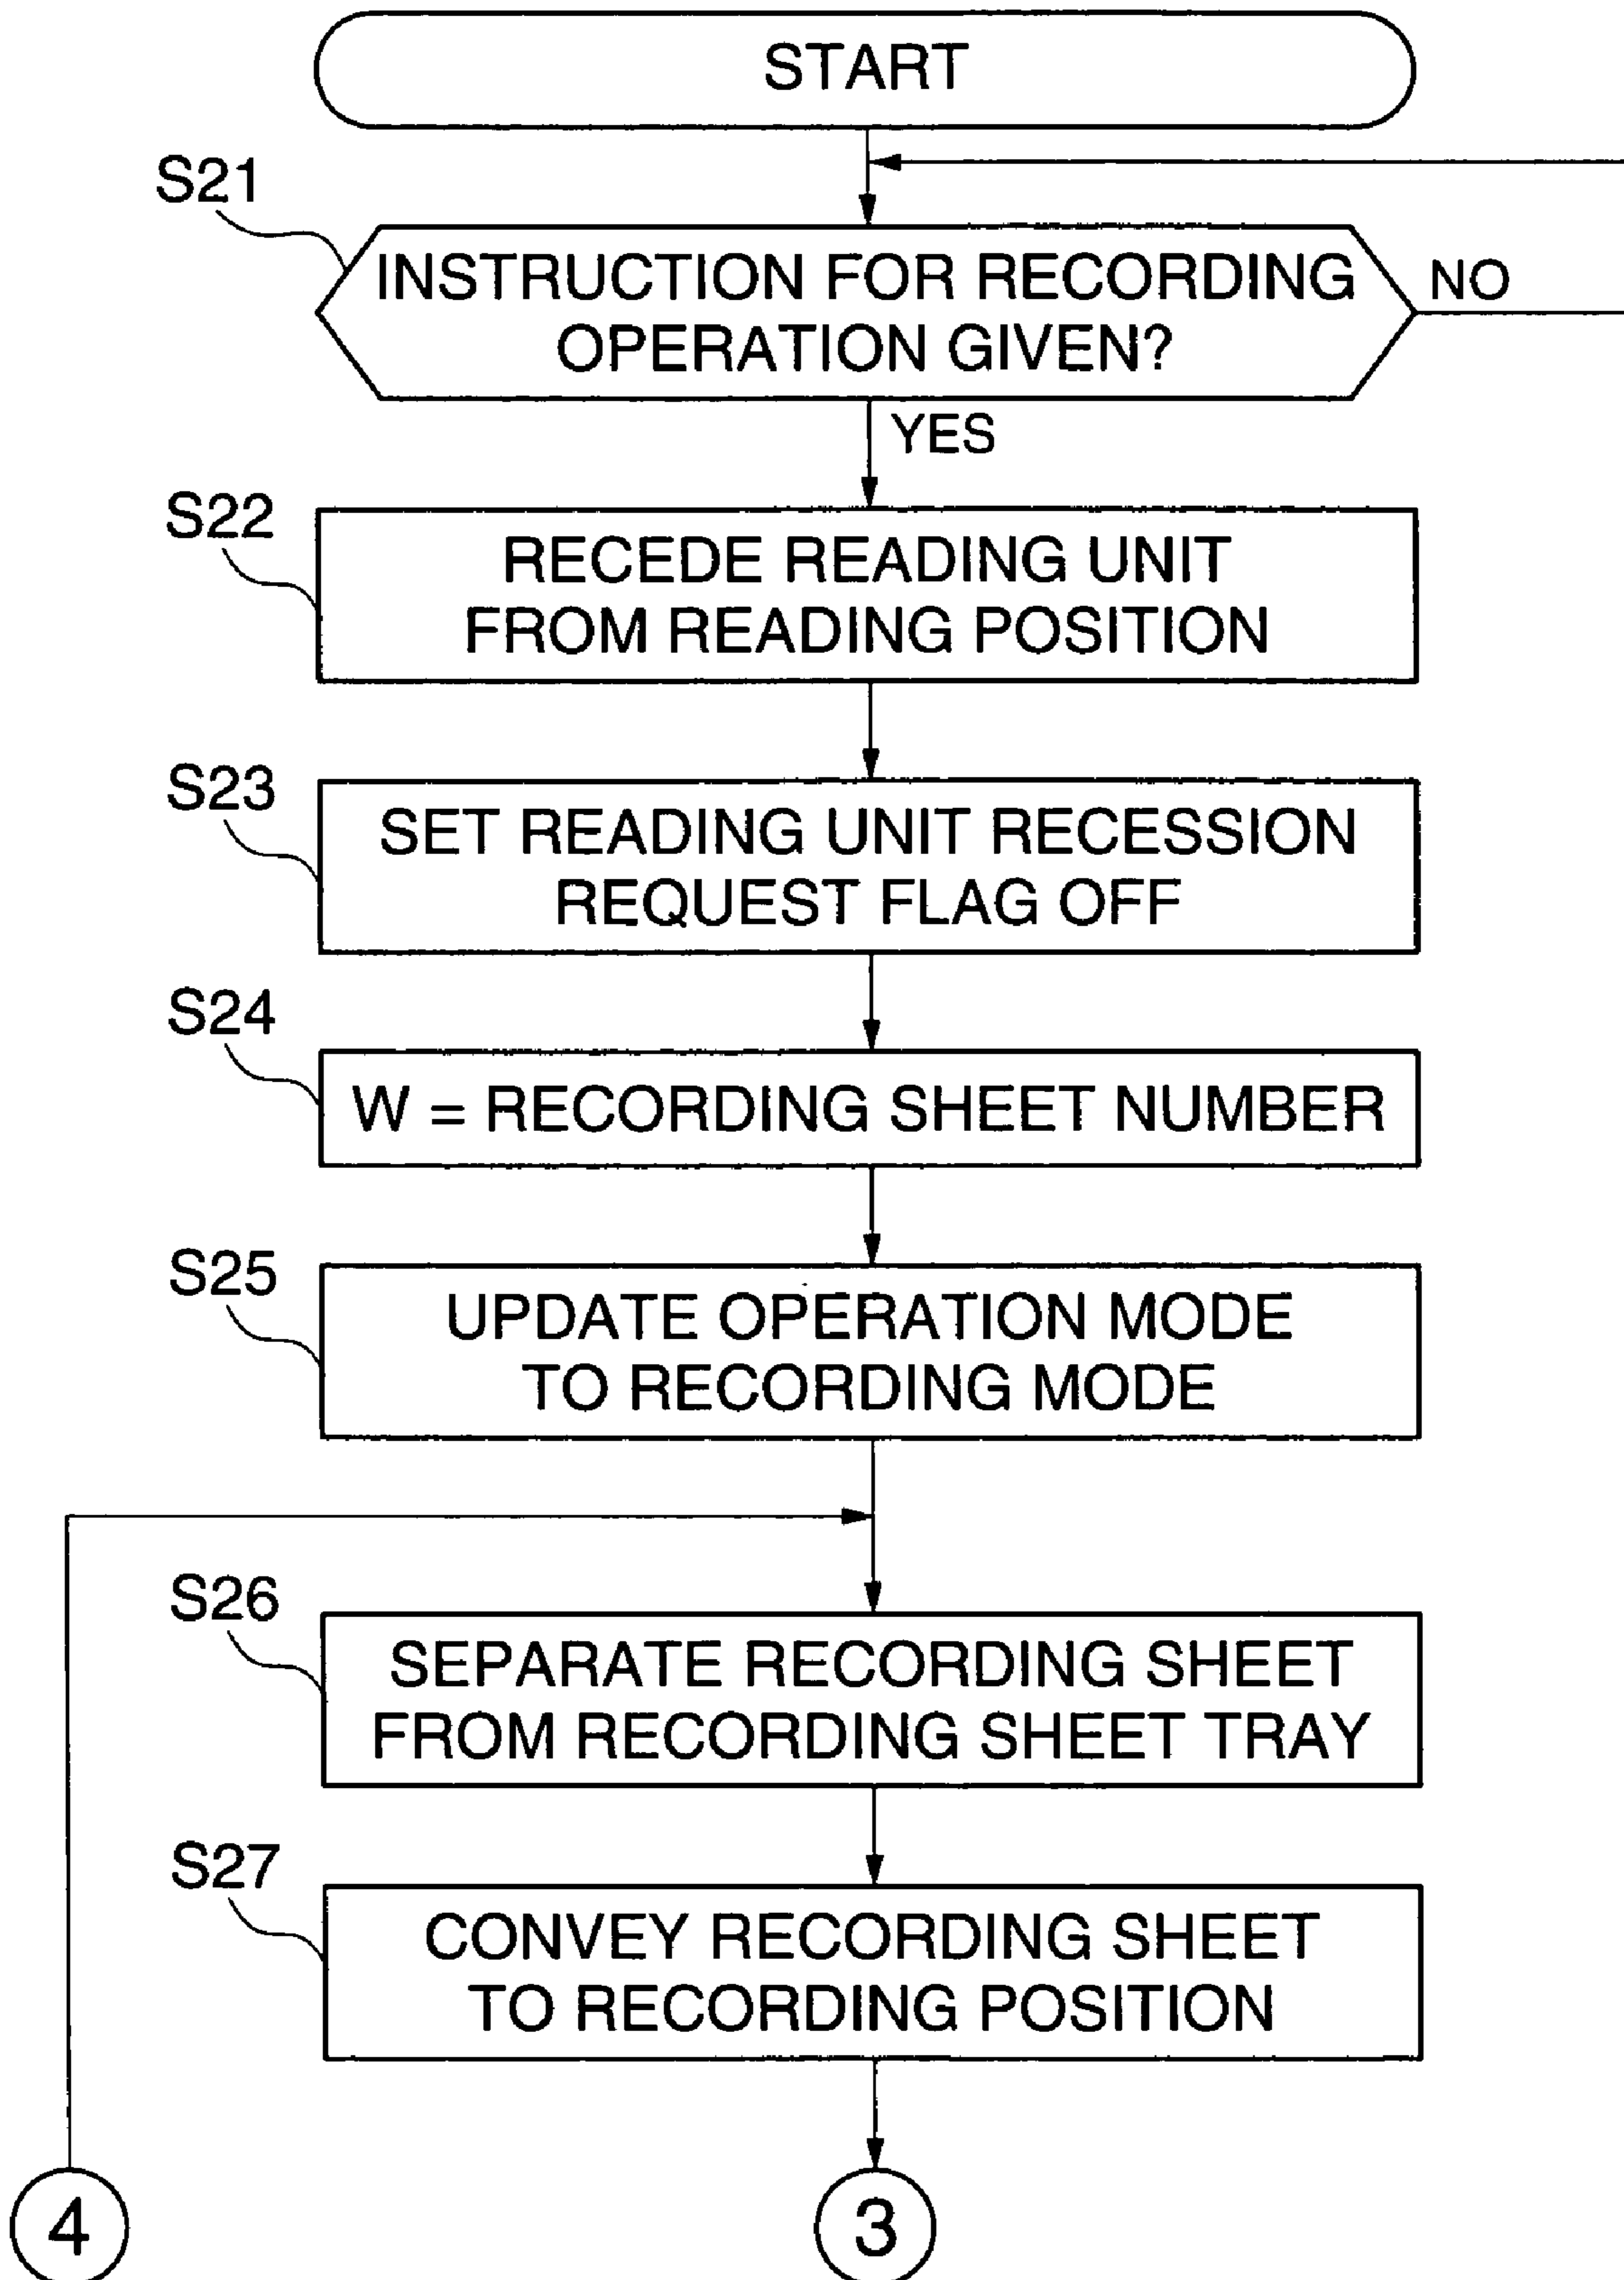 START
S21
INSTRUCTION FOR RECORDING
OPERATION GIVEN?
NO
YES
S22
RECEDE READING UNIT
FROM READING POSITION
S23
SET READING UNIT RECESSION
REQUEST FLAG OFF
S24
W = RECORDING SHEET NUMBER
S25
UPDATE OPERATION MODE
TO RECORDING MODE
S26
SEPARATE RECORDING SHEET
FROM RECORDING SHEET TRAY
S27
CONVEY RECORDING SHEET
TO RECORDING POSITION
4
3